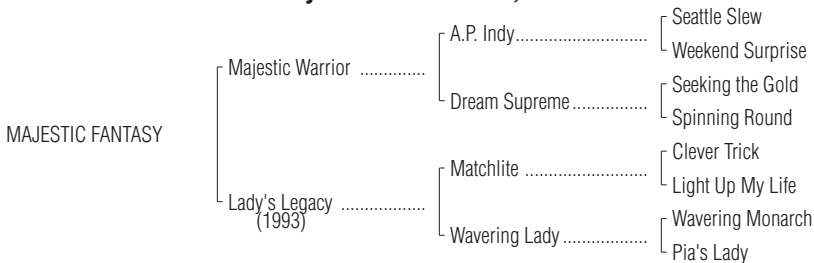 Seattle Slew
A.P. Indy
Weekend Surprise
Majestic Warrior
Seeking the Gold
Dream Supreme
Spinning Round
MAJESTIC FANTASY
Clever Trick
Matchlite
Light Up My Life
Lady's Legacy
(1993)
Wavering Monarch
Wavering Lady
Pia's Lady